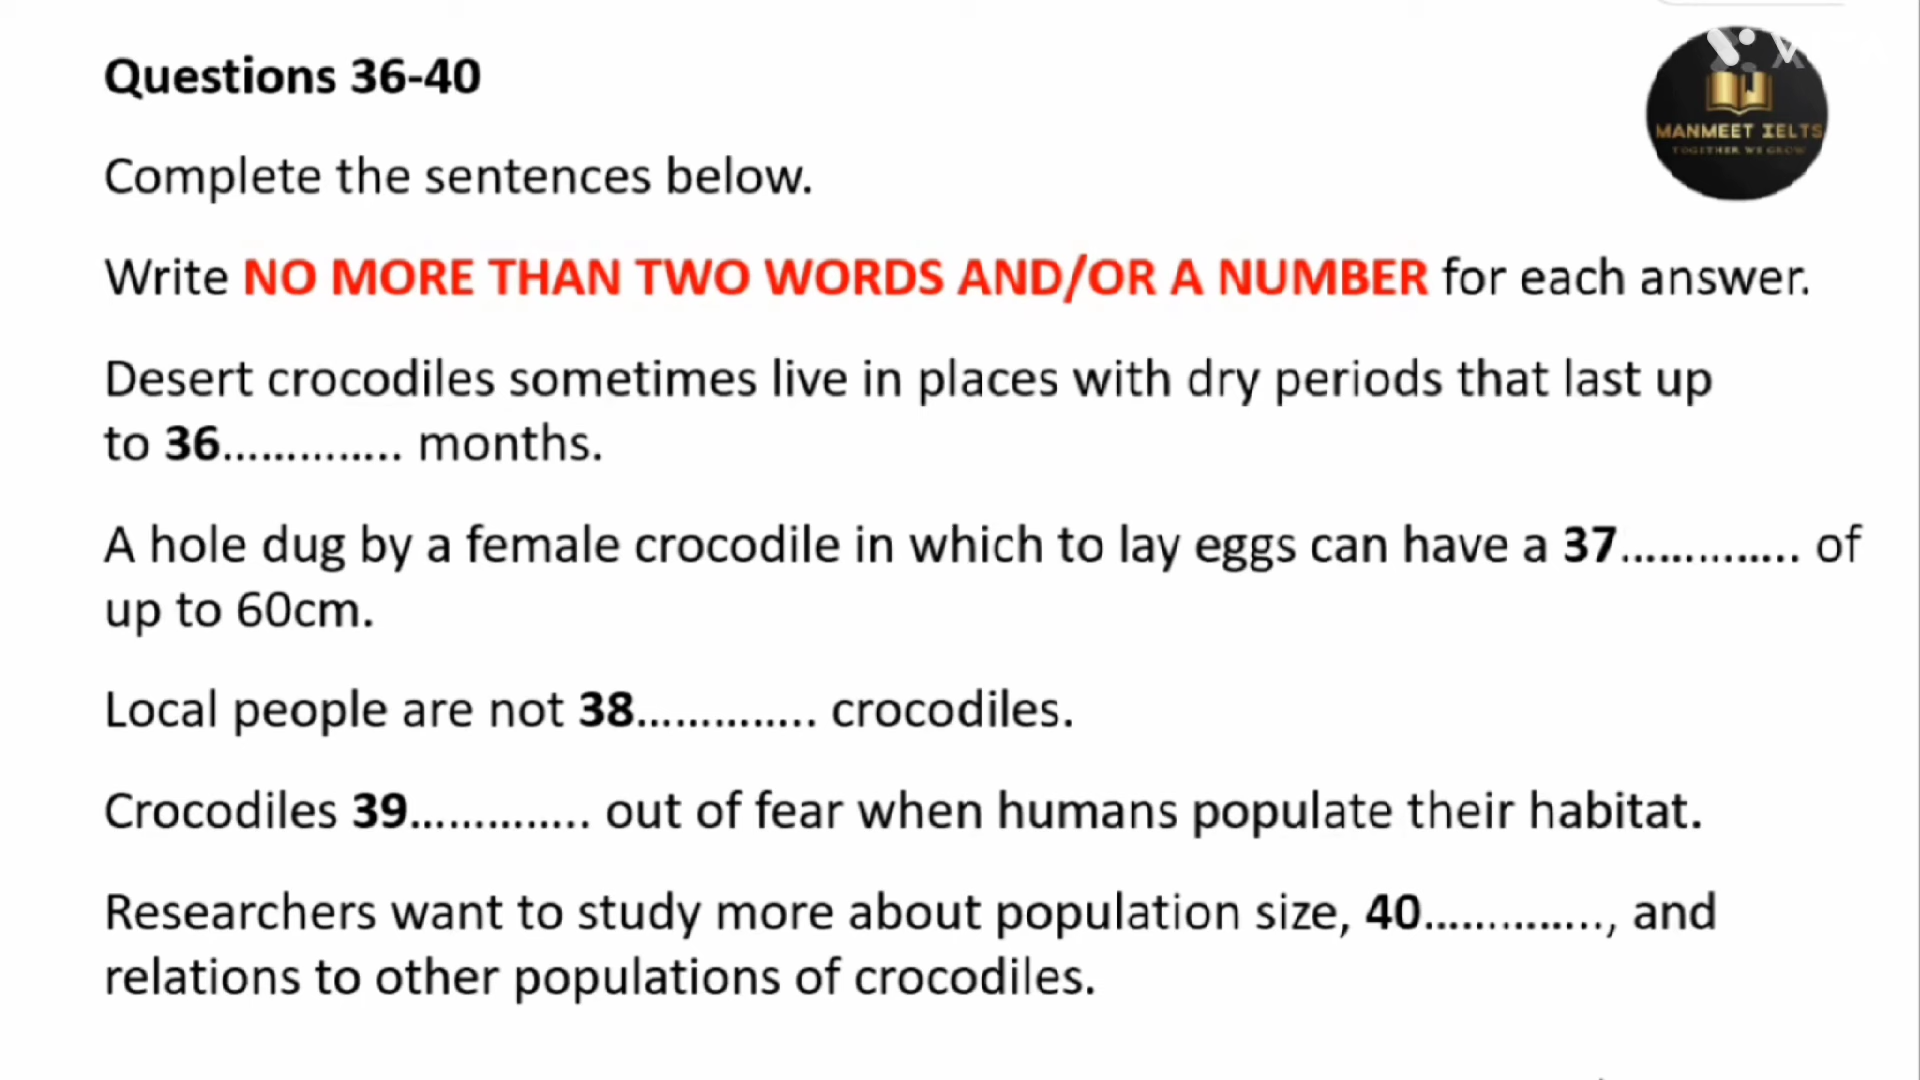 Questions 36-40
Complete the sentences below.
Write NO MORE THAN TWO WORDS AND/OR A NUMBER for each answer.
Desert crocodiles sometimes live in places with dry periods that last up
to 36.............. months.
A hole dug by a female crocodile in which to lay eggs can have a 37.............. of
up to 60cm.
Local people are not 38.............. crocodiles.
Crocodiles 39.............. out of fear when humans populate their habitat.
Researchers want to study more about population size, 40.............., and
relations to other populations of crocodiles.
MANMEET IELTS
TOGETHER WE GROW